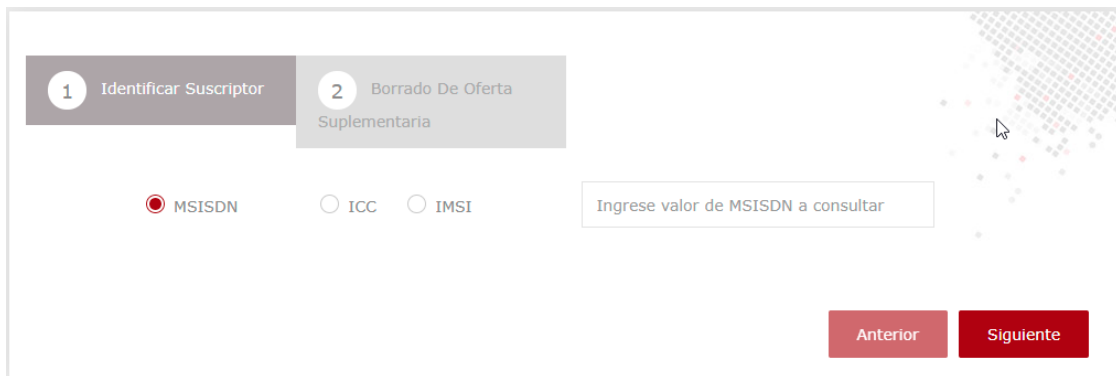 1 Identificar Suscriptor
2 Borrado De Oferta
Suplementaria
MSISDN
ICC
IMSI
Ingrese valor de MSISDN a consultar
Anterior
Siguiente